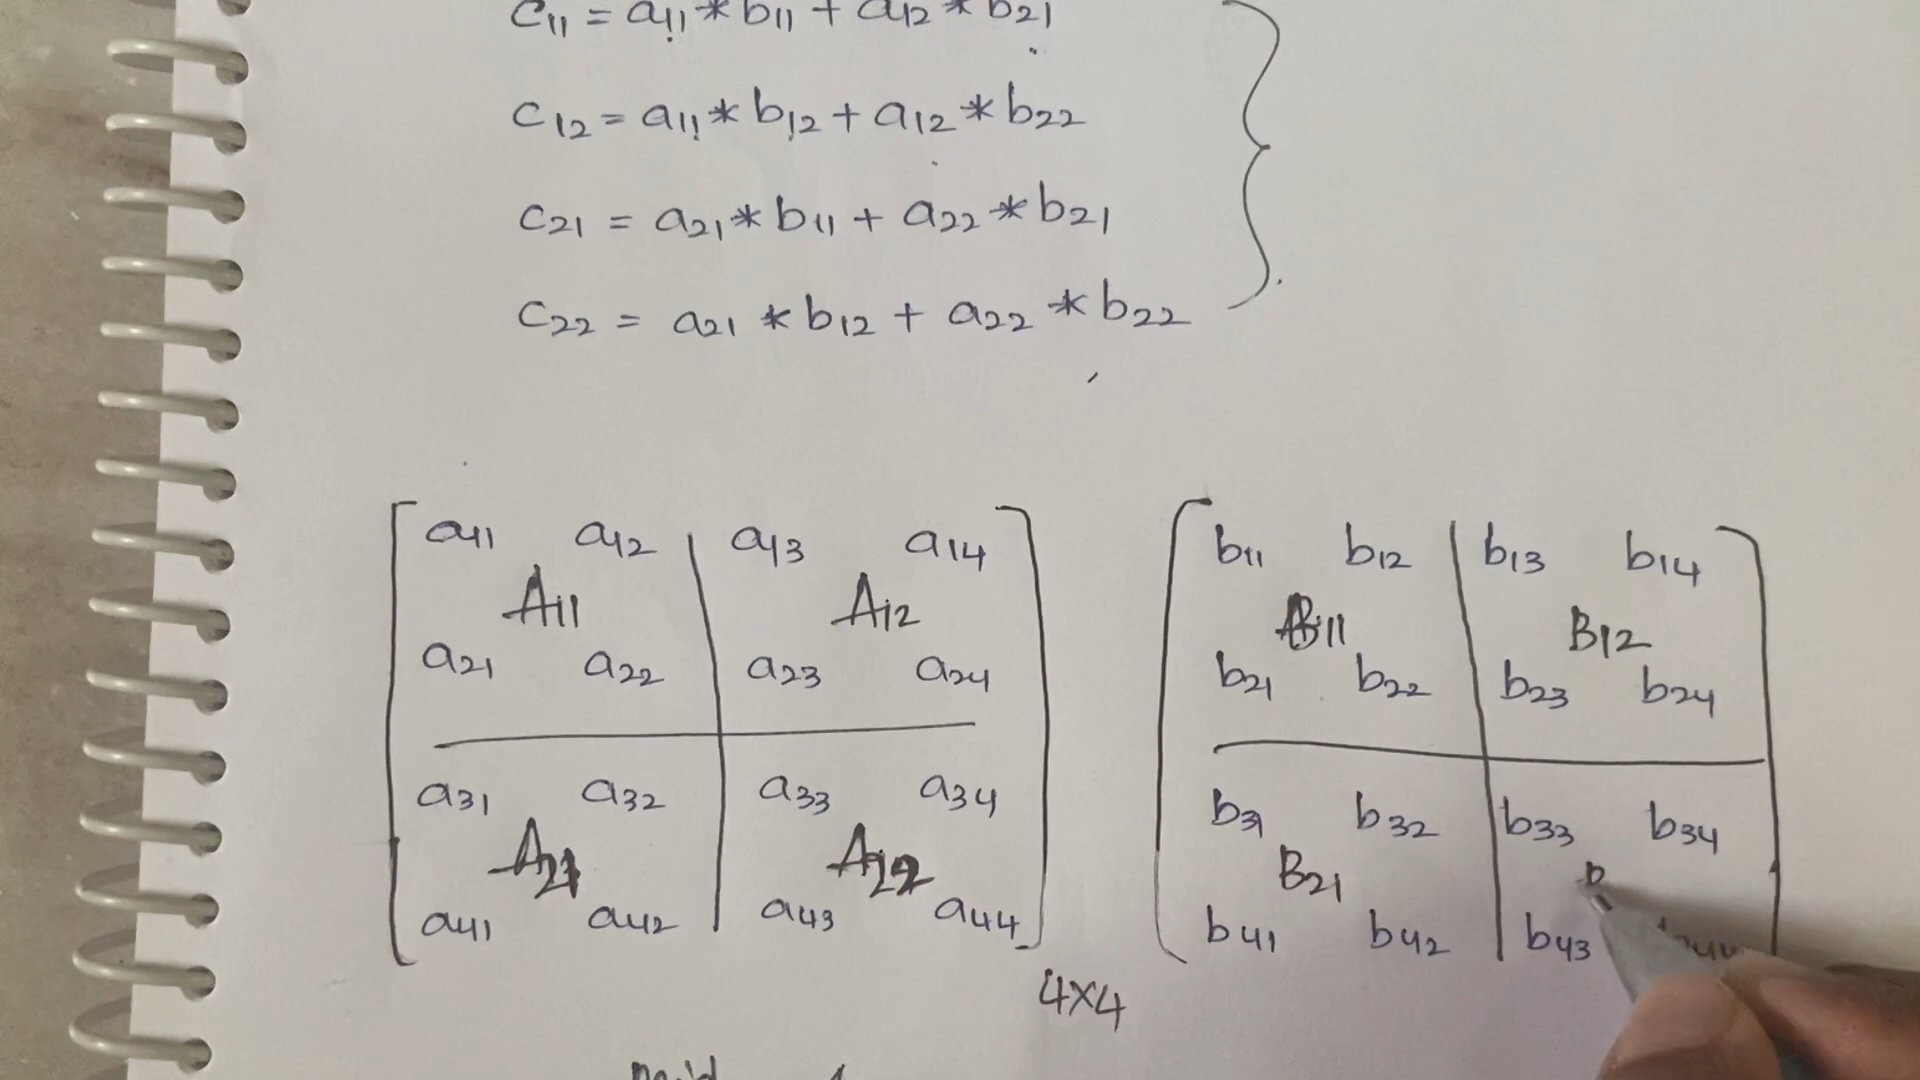 c11 = a11 * b11 + a12 * b21
c12 = a11 * b12 + a12 * b22
c21 = a21 * b11 + a22 * b21
c22 = a21 * b12 + a22 * b22
a11 a12 a13 a14 b11 b12 b13 b14
A11 A12 B11 B12
a21 a22 a23 a24 b21 b22 b23 b24
a31 a32 a33 a34 b31 b32 b33 b34
A21 A22 B21
a41 a42 a43 a44 b41 b42 b43
4×4